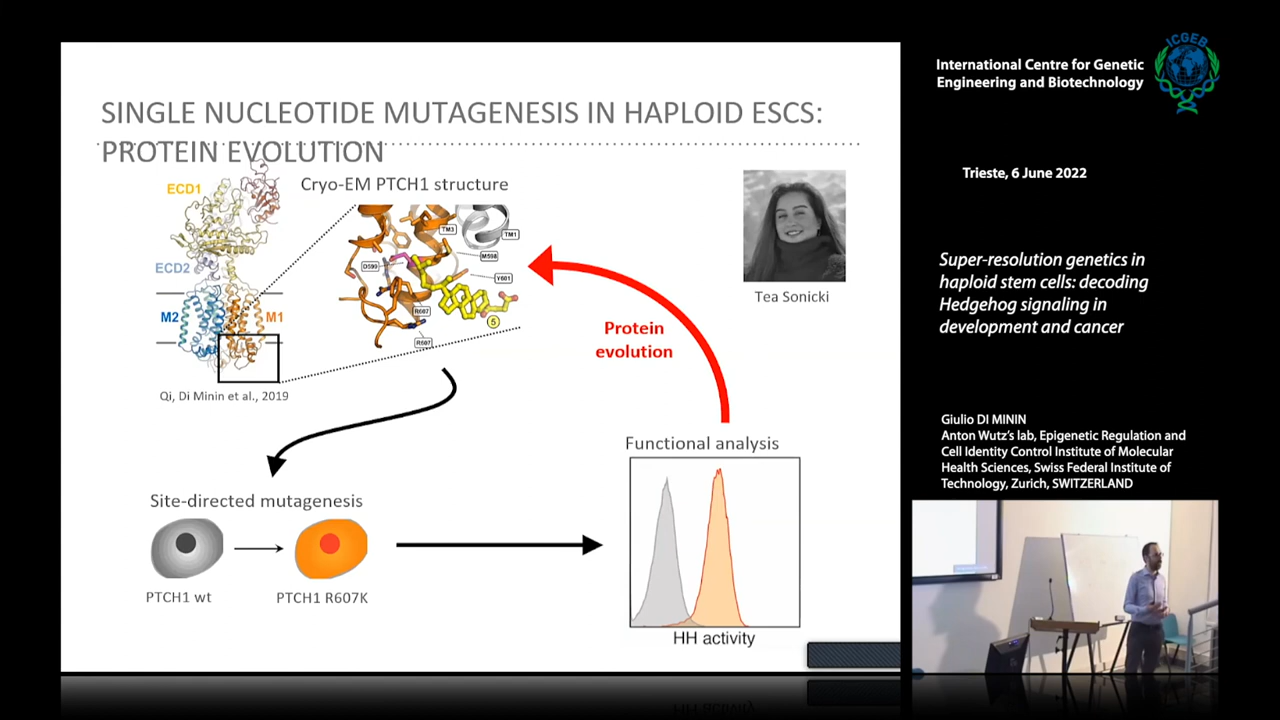 SINGLE NUCLEOTIDE MUTAGENESIS IN HAPLOID ESCS:
PROTEIN EVOLUTION
Cryo-EM PTCH1 structure
ECD1
ECD2
M2
M1
TM3
TM1
M598
D599
Y601
R607
5
Qi, Di Minin et al., 2019
Tea Sonicki
Protein
evolution
Functional analysis
HH activity
Site-directed mutagenesis
PTCH1 wt
PTCH1 R607K
International Centre for Genetic
Engineering and Biotechnology
ICGEB
Trieste, 6 June 2022
Super-resolution genetics in
haploid stem cells: decoding
Hedgehog signaling in
development and cancer
Giulio DI MININ
Anton Wutz's lab, Epigenetic Regulation and
Cell Identity Control Institute of Molecular
Health Sciences, Swiss Federal Institute of
Technology, Zurich, SWITZERLAND